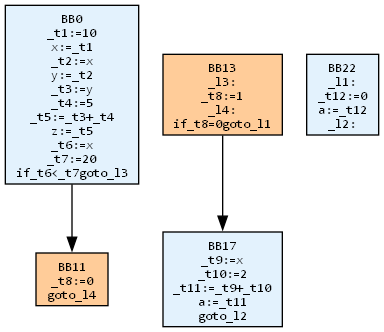 BB0
_t1:=10
x:=_t1
_t2:=x
y:=_t2
_t3:=y
_t4:=5
_t5:=_t3+_t4
z:=_t5
_t6:=x
_t7:=20
if_t6<_t7goto_l3
BB13
_l3:
_t8:=1
_l4:
if_t8=0goto_l1
BB22
_l1:
_t12:=0
a:=_t12
_l2:
BB11
_t8:=0
goto_l4
BB17
_t9:=x
_t10:=2
_t11:=_t9+_t10
a:=_t11
goto_l2